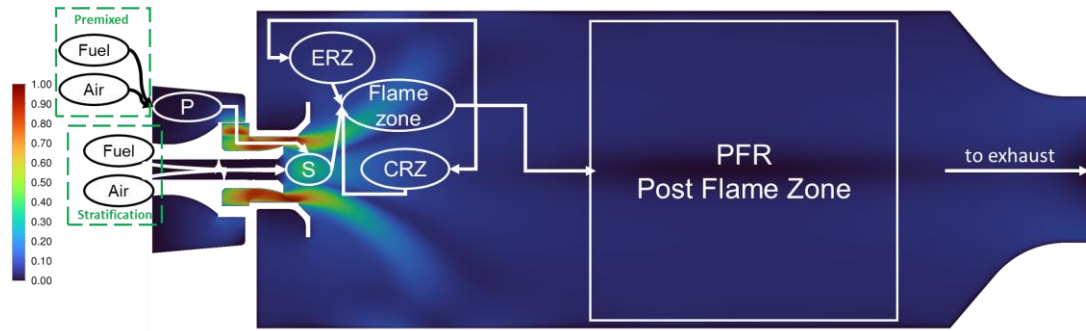 Premixed
Fuel
Air
P
Fuel
Air
Stratification
1.00
0.90
0.80
0.70
0.60
0.50
0.40
0.30
0.20
0.10
0.00
ERZ
Flame
zone
S
CRZ
PFR
Post Flame Zone
to exhaust